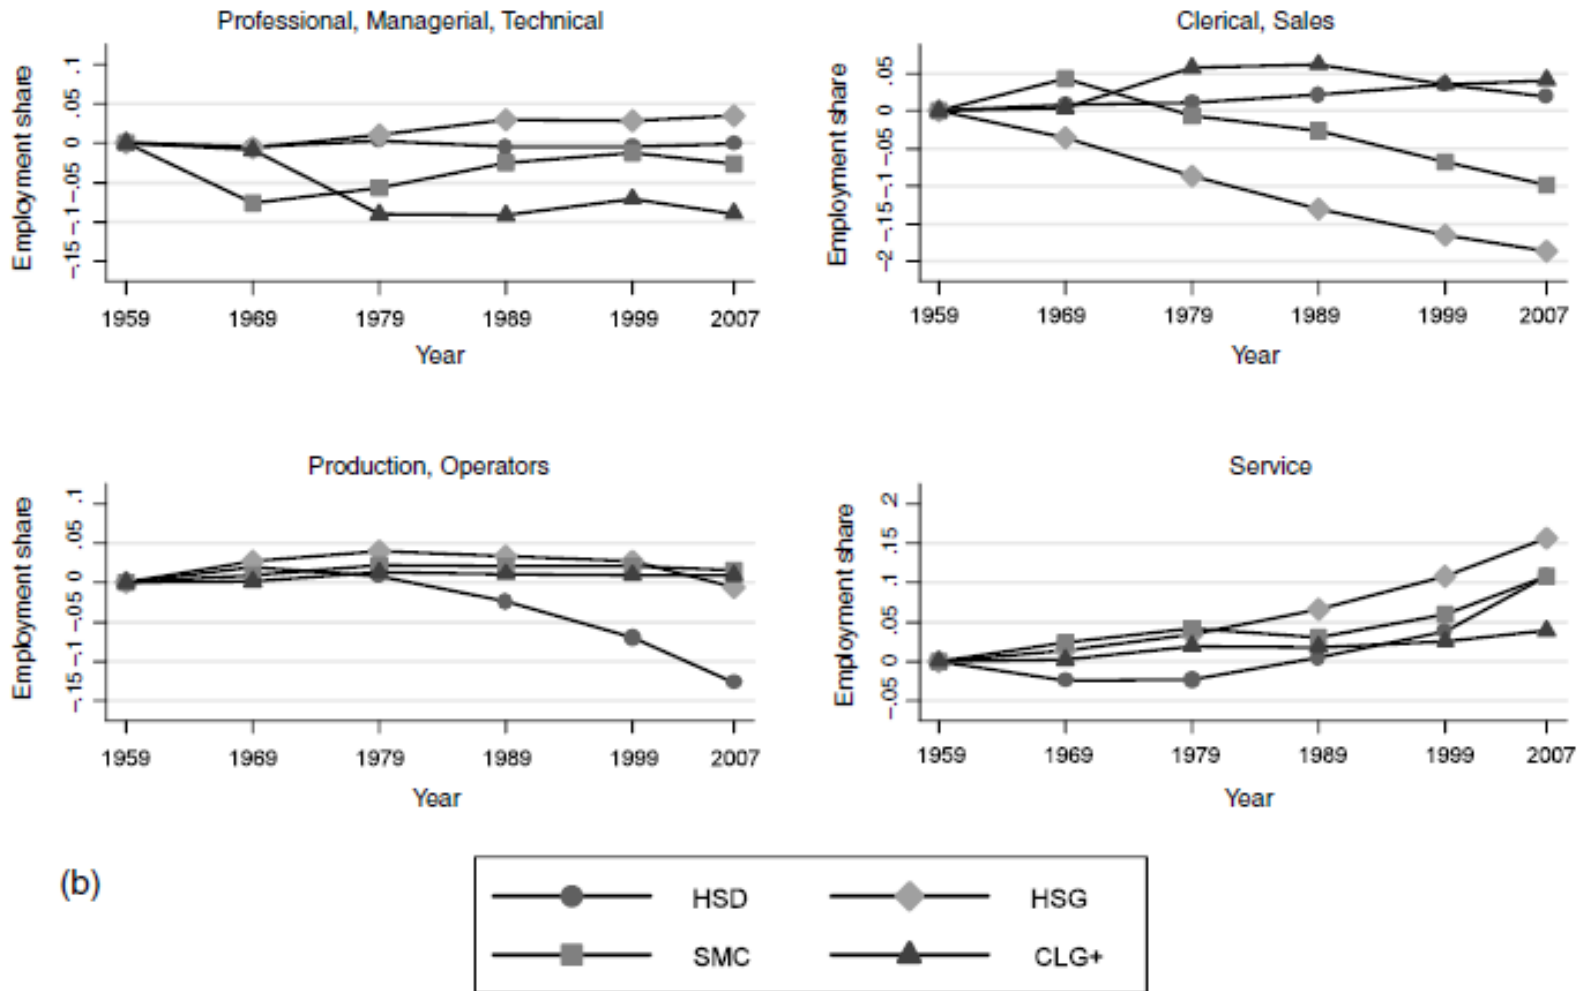 Professional, Managerial, Technical
Employment share
.1
.05
0
-.05
-.1
-.15
1959 1969 1979 1989 1999 2007
Year
Clerical, Sales
Employment share
.05
0
-.05
-.1
-.15
-2
1959 1969 1979 1989 1999 2007
Year
Production, Operators
Employment share
.1
.05
0
-.05
-.1
-.15
1959 1969 1979 1989 1999 2007
Year
Service
Employment share
.2
.15
.1
.05
0
-.05
1959 1969 1979 1989 1999 2007
Year
(b)
HSD HSG
SMC CLG+